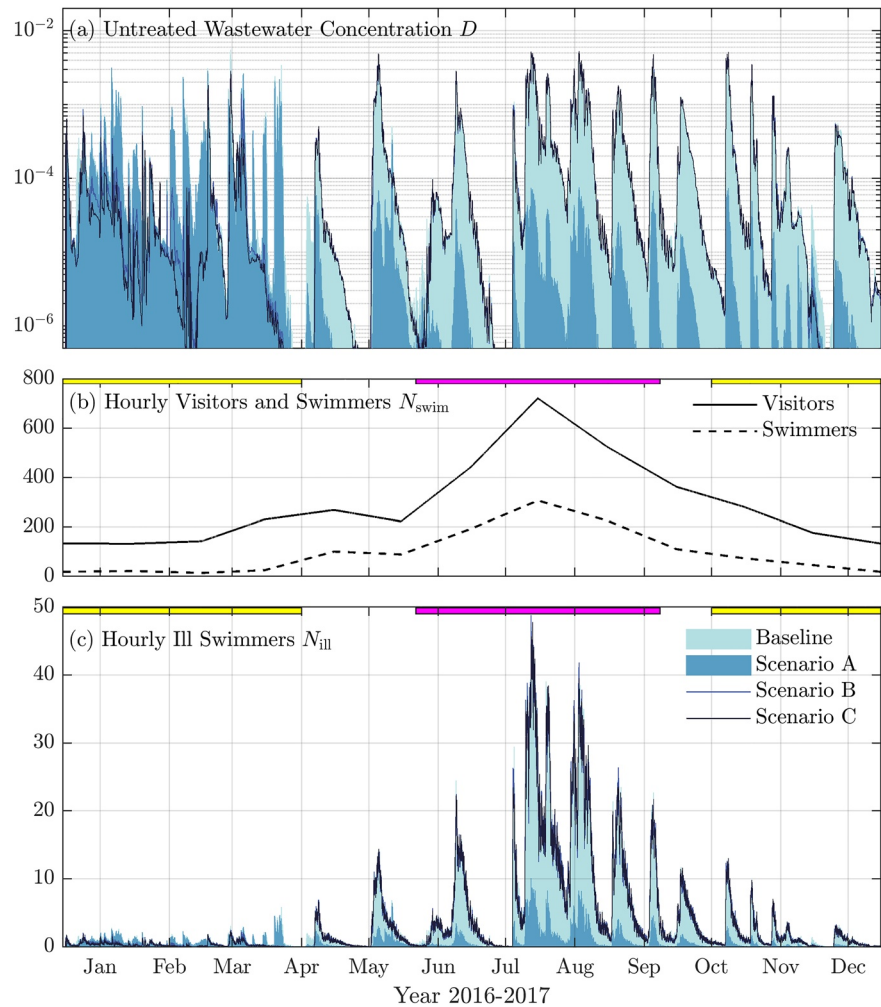 (a) Untreated Wastewater Concentration D
10⁻²
10⁻⁴
10⁻⁶
(b) Hourly Visitors and Swimmers N_swim
Visitors
Swimmers
800
600
400
200
0
(c) Hourly Ill Swimmers N_ill
Baseline
Scenario A
Scenario B
Scenario C
50
40
30
20
10
0
Jan Feb Mar Apr May Jun Jul Aug Sep Oct Nov Dec
Year 2016-2017